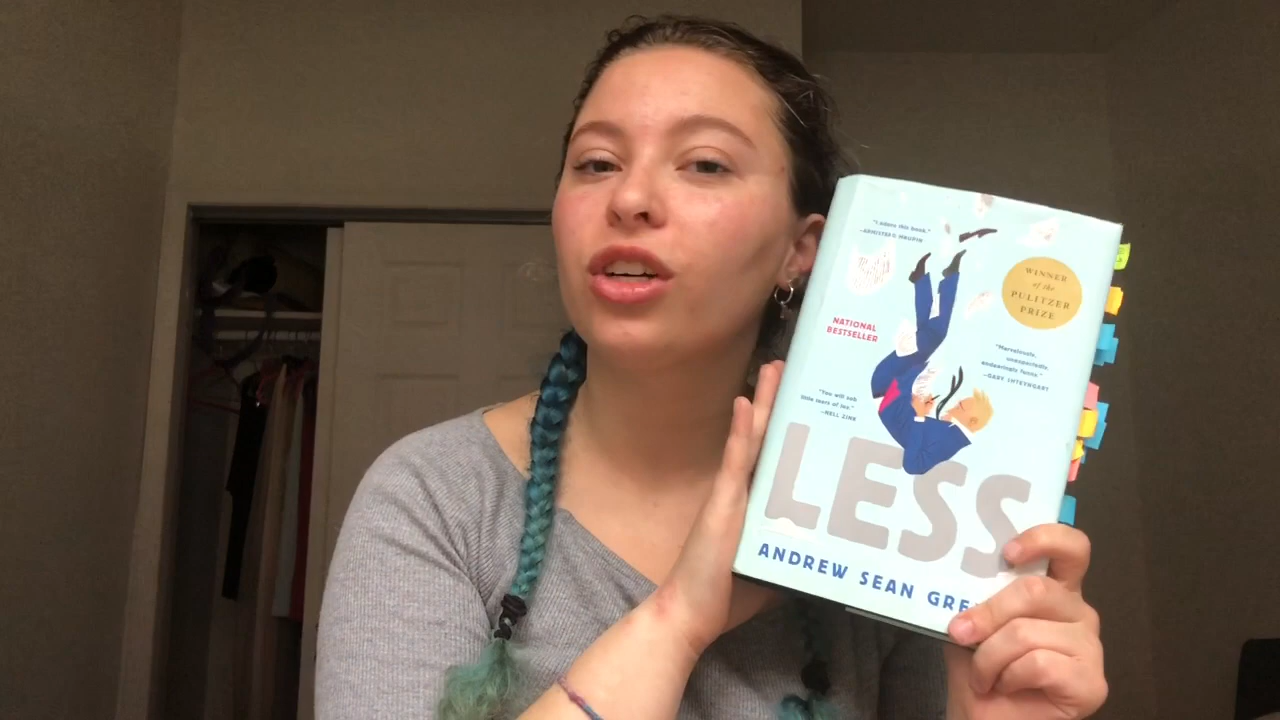 "I adore this book."
—ARMISTEAD MAUPIN
WINNER
of the
PULITZER
PRIZE
NATIONAL
BESTSELLER
"Marvelously,
unexpectedly,
endearingly funny."
—GARY SHTEYNGART
"You will sob
little tears of joy."
—NELL ZINK
LESS
ANDREW SEAN GRE